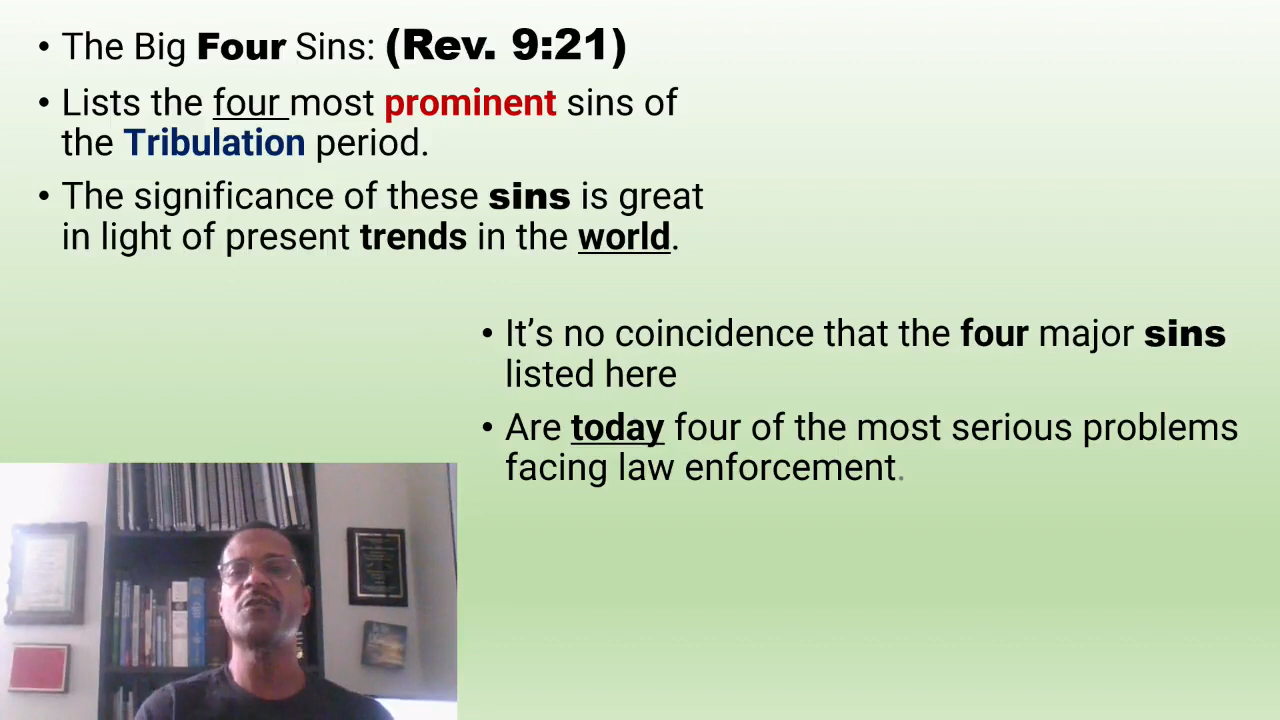 • The Big Four Sins: (Rev. 9:21)
• Lists the four most prominent sins of
the Tribulation period.
• The significance of these sins is great
in light of present trends in the world.
• It’s no coincidence that the four major sins
listed here
• Are today four of the most serious problems
facing law enforcement.